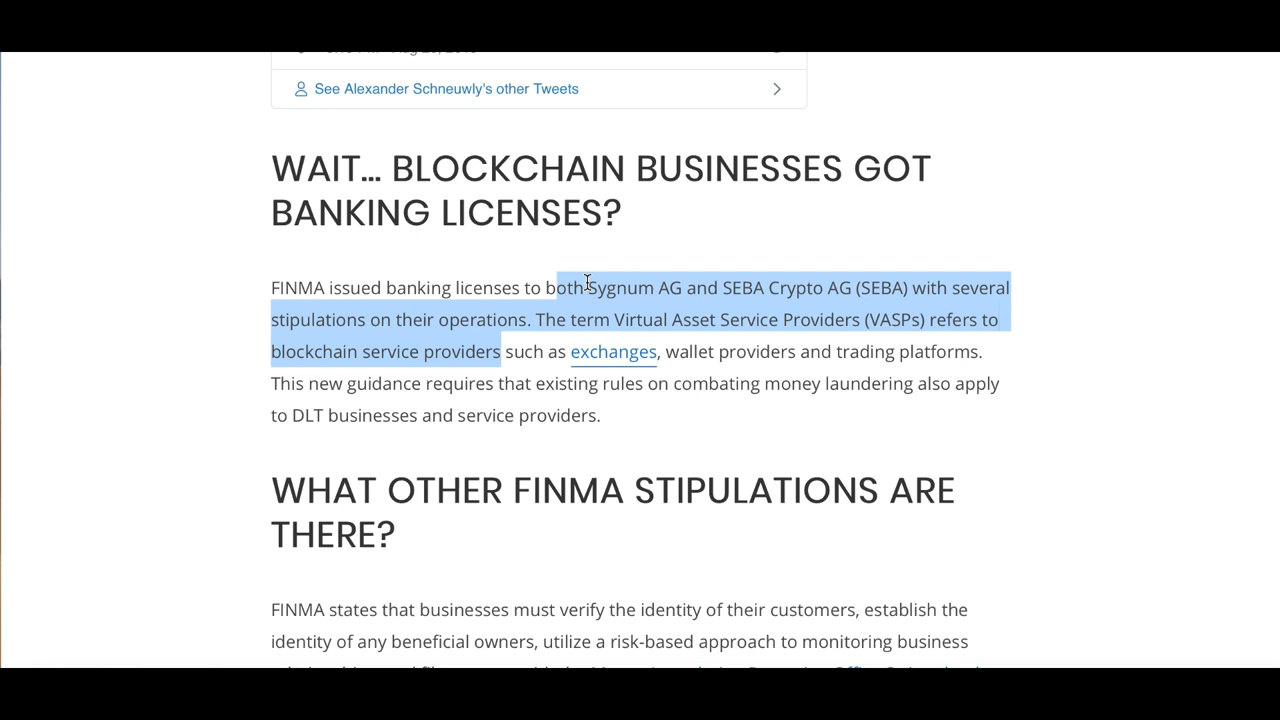 See Alexander Schneuwly's other Tweets
WAIT... BLOCKCHAIN BUSINESSES GOT
BANKING LICENSES?
FINMA issued banking licenses to both Sygnum AG and SEBA Crypto AG (SEBA) with several
stipulations on their operations. The term Virtual Asset Service Providers (VASPs) refers to
blockchain service providers such as exchanges, wallet providers and trading platforms.
This new guidance requires that existing rules on combating money laundering also apply
to DLT businesses and service providers.
WHAT OTHER FINMA STIPULATIONS ARE
THERE?
FINMA states that businesses must verify the identity of their customers, establish the
identity of any beneficial owners, utilize a risk-based approach to monitoring business